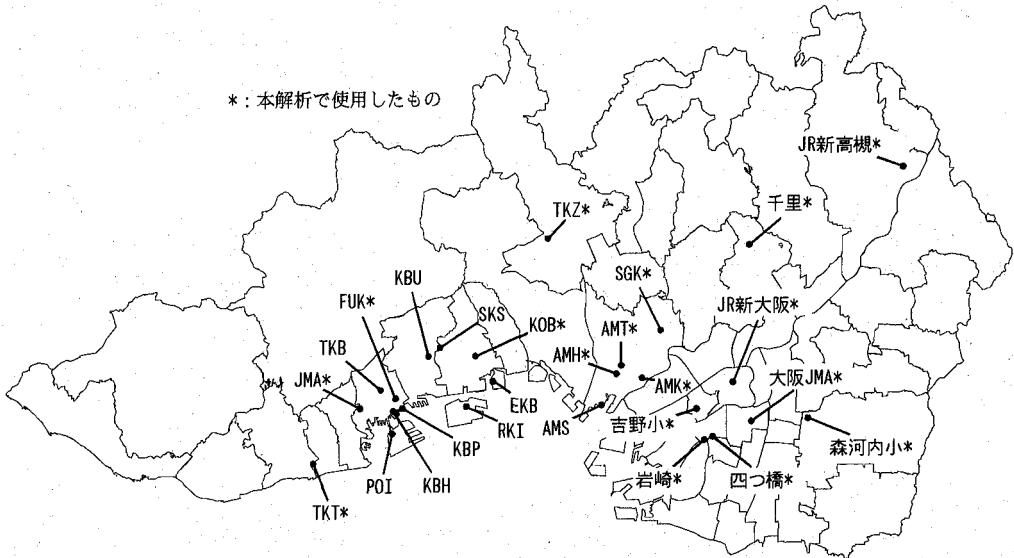 *：本解析で使用したもの
JR新高槻*
千里*
TKZ*
SGK*
KBU
FUK*
SKS
JR新大阪*
KOB*
AMT*
TKB
AMH*
大阪JMA*
JMA*
AMK*
EKB
吉野小*
AMS
RKI
KBP
森河内小*
POI
KBH
岩崎*
四つ橋*
TKT*